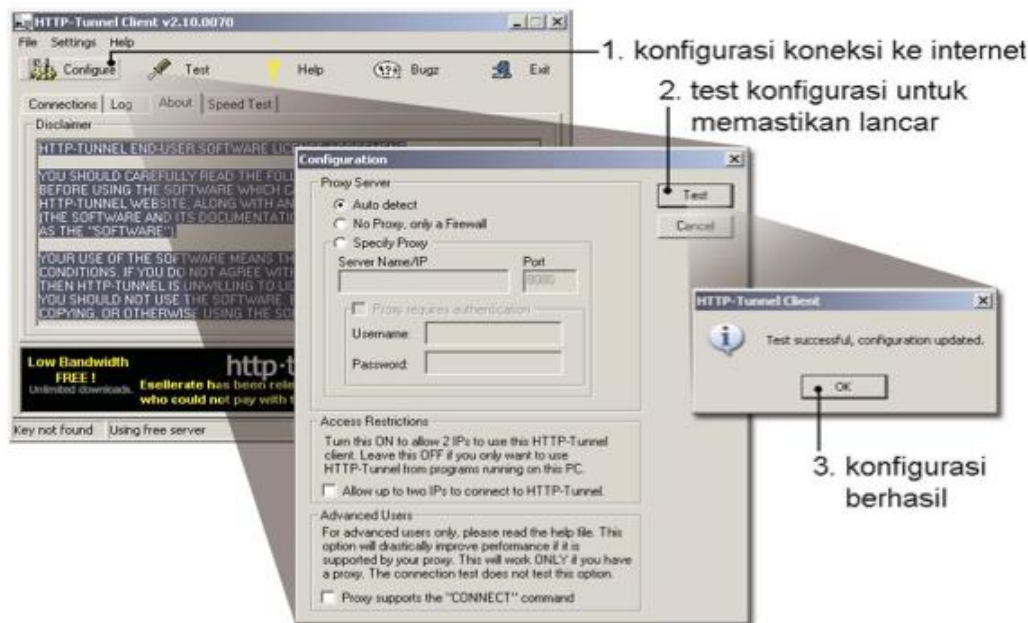 HTTP-Tunnel Client v2.10.0070
File Settings Help
Configure Test Help Bugz Exit
Connections Log About Speed Test
Disclaimer
HTTP-TUNNEL END-USER SOFTWARE LICENSE AGREEMENT
YOU SHOULD CAREFULLY READ THE FOLL
BEFORE USING THE SOFTWARE WHICH CA
HTTP-TUNNEL WEBSITE, ALONG WITH AN
(THE SOFTWARE AND ITS DOCUMENTATIO
AS THE "SOFTWARE")
YOUR USE OF THE SOFTWARE MEANS TH
CONDITIONS. IF YOU DO NOT AGREE WITH
THEN HTTP-TUNNEL IS UNWILLING TO LIC
YOU SHOULD NOT USE THE SOFTWARE.
COPYING, OR OTHERWISE USING THE SO
Low Bandwidth
FREE !
Unlimited downloads.
http-t
Esellerate has been rele
who could not pay with t
Key not found Using free server
1. konfigurasi koneksi ke internet
2. test konfigurasi untuk
memastikan lancar
Configuration
Proxy Server
Auto detect
No Proxy, only a Firewall
Specify Proxy
Server Name/IP Port
8080
Proxy requires authentication
Username:
Password:
Test
Cancel
Access Restrictions
Turn this ON to allow 2 IPs to use this HTTP-Tunnel
client. Leave this OFF if you only want to use
HTTP-Tunnel from programs running on this PC.
Allow up to two IPs to connect to HTTP-Tunnel.
Advanced Users
For advanced users only, please read the help file. This
option will drastically improve performance if it is
supported by your proxy. This will work ONLY if you have
a proxy. The connection test does not test this option.
Proxy supports the "CONNECT" command
HTTP-Tunnel Client
Test successful, configuration updated.
OK
3. konfigurasi
berhasil